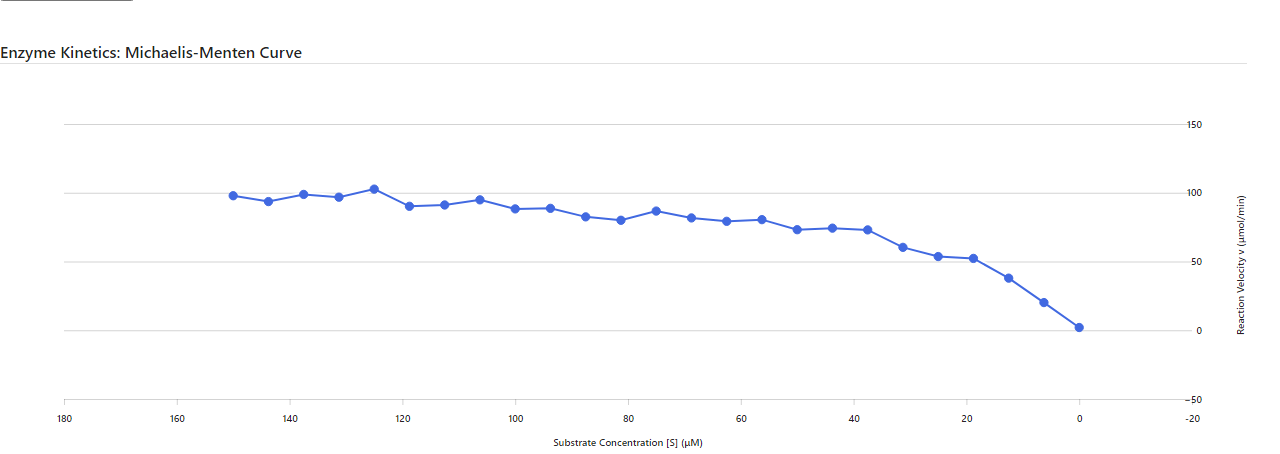 Enzyme Kinetics: Michaelis-Menten Curve
150
100
50
0
−50
Reaction Velocity v (μmol/min)
180 160 140 120 100 80 60 40 20 0 -20
Substrate Concentration [S] (μM)